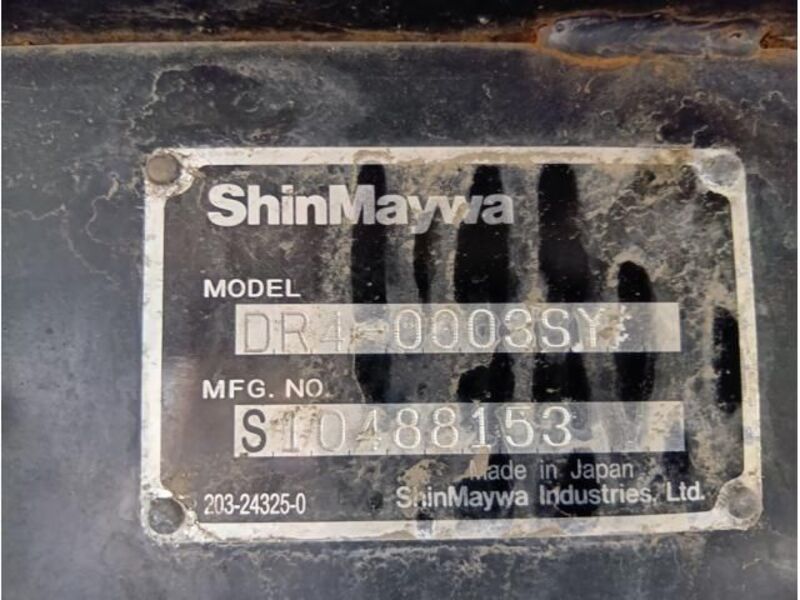 ShinMaywa
MODEL
DR4-0003SY
MFG. NO.
S10488153
Made in Japan
203-24325-0
ShinMaywa Industries, Ltd.